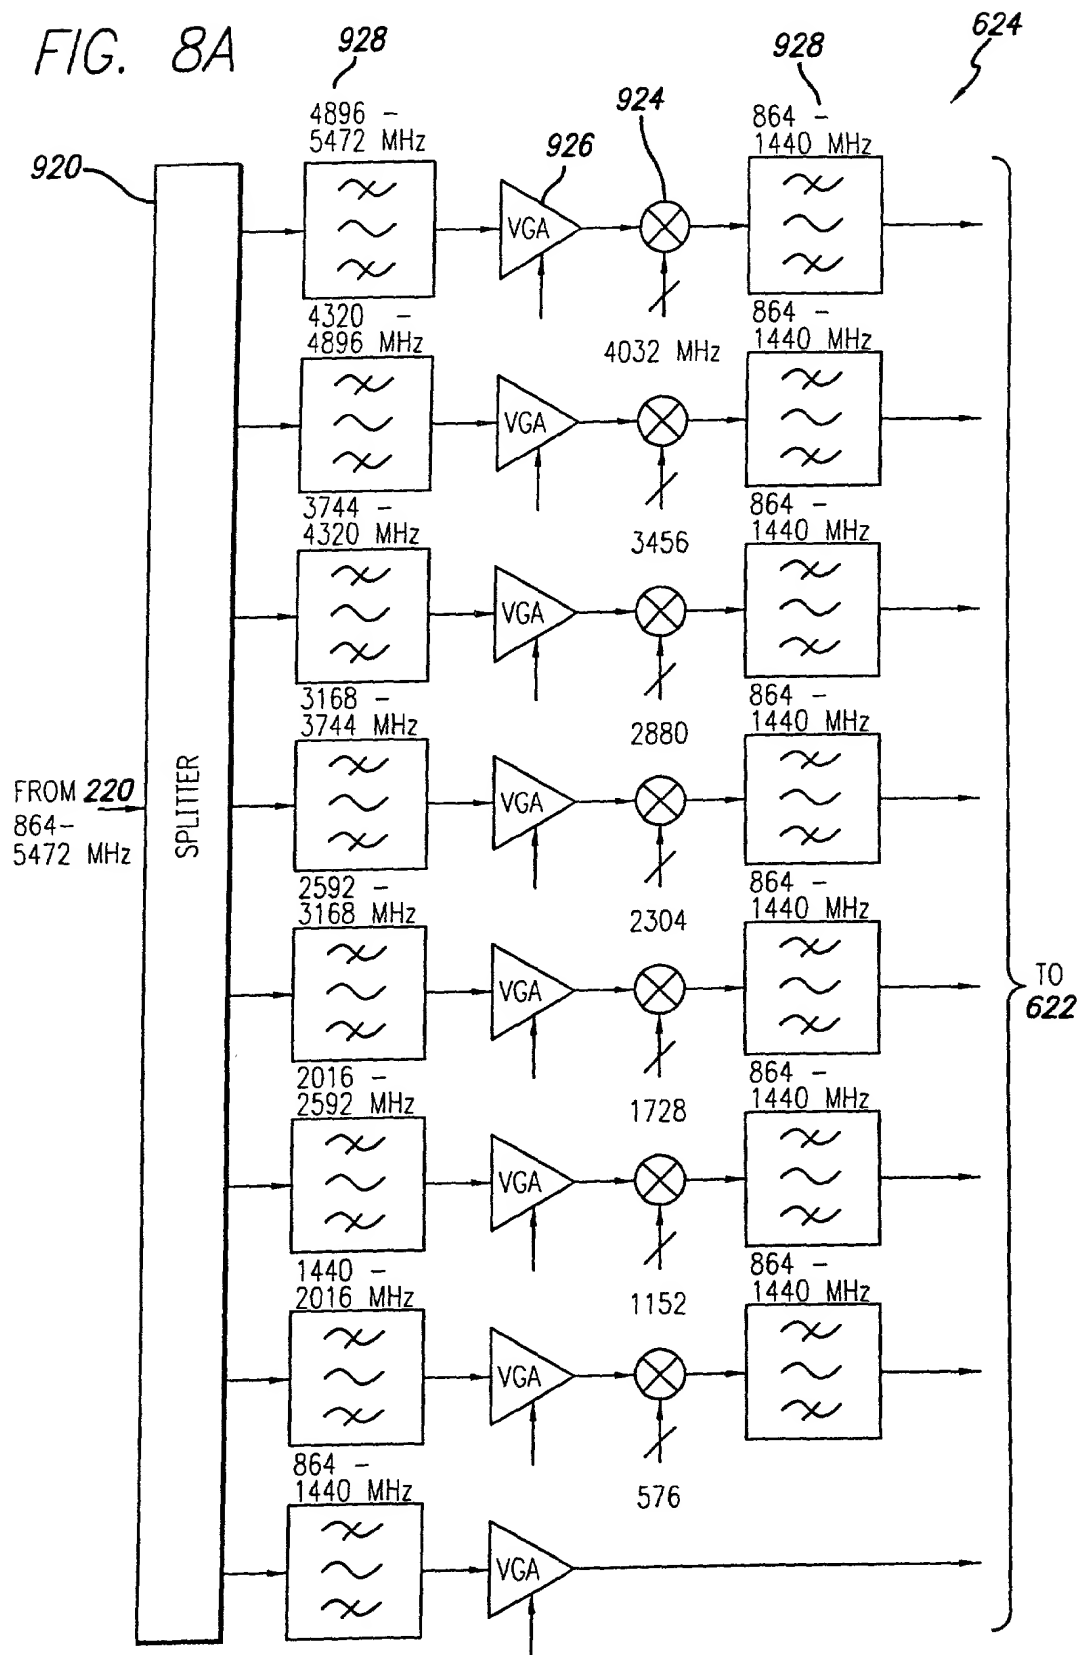 FIG. 8A
928
928
624
924
926
920
4896 -
5472 MHz
VGA
4032 MHz
864 -
1440 MHz
4320 -
4896 MHz
VGA
3456
864 -
1440 MHz
3744 -
4320 MHz
VGA
2880
864 -
1440 MHz
3168 -
3744 MHz
VGA
2304
864 -
1440 MHz
FROM 220
864-
5472 MHz
SPLITTER
2592 -
3168 MHz
VGA
1728
864 -
1440 MHz
TO
622
2016 -
2592 MHz
VGA
1152
864 -
1440 MHz
1440 -
2016 MHz
VGA
576
864 -
1440 MHz
864 -
1440 MHz
VGA